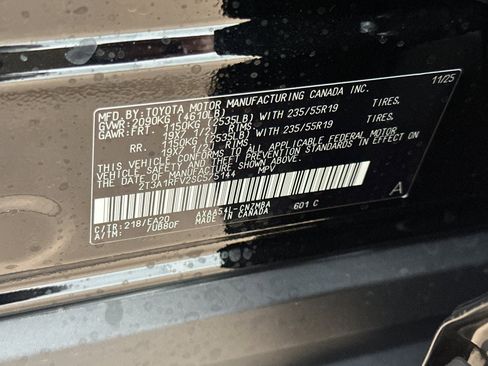 MFD. BY: TOYOTA MOTOR MANUFACTURING CANADA INC. 11/25
GVWR: 2090KG (4610LB)
GAWR: FRT. 1150KG (2535LB) WITH 235/55R19 TIRES,
19X7 1/2J RIMS,
RR. 1150KG (2535LB) WITH 235/55R19 TIRES,
19X7 1/2J RIMS,
THIS VEHICLE CONFORMS TO ALL APPLICABLE FEDERAL MOTOR
VEHICLE SAFETY AND THEFT PREVENTION STANDARDS IN EFFECT ON
THE DATE OF MANUFACTURE SHOWN ABOVE.
2T3A1RFV2SC575144 MPV
C/TR: 218/EA20 AXAA54L-CNZMBA A
A/TM: 70880F MADE IN CANADA 601 C